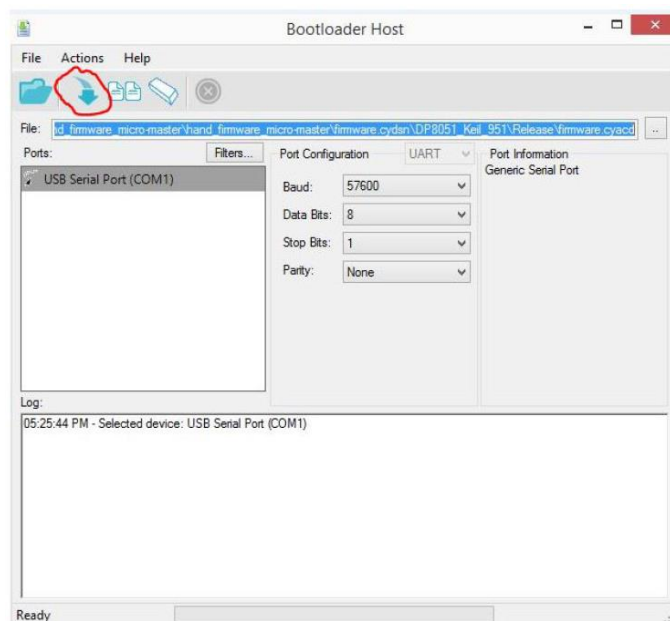 Bootloader Host
File Actions Help
File: d_firmware_micro-master\hand_firmware_micro-master\firmware.cydsn\DP8051_Keil_951\Release\firmware.cyacd ...
Ports: Filters... Port Configuration UART Port Information
USB Serial Port (COM1) Generic Serial Port
Baud: 57600
Data Bits: 8
Stop Bits: 1
Parity: None
Log:
05:25:44 PM - Selected device: USB Serial Port (COM1)
Ready